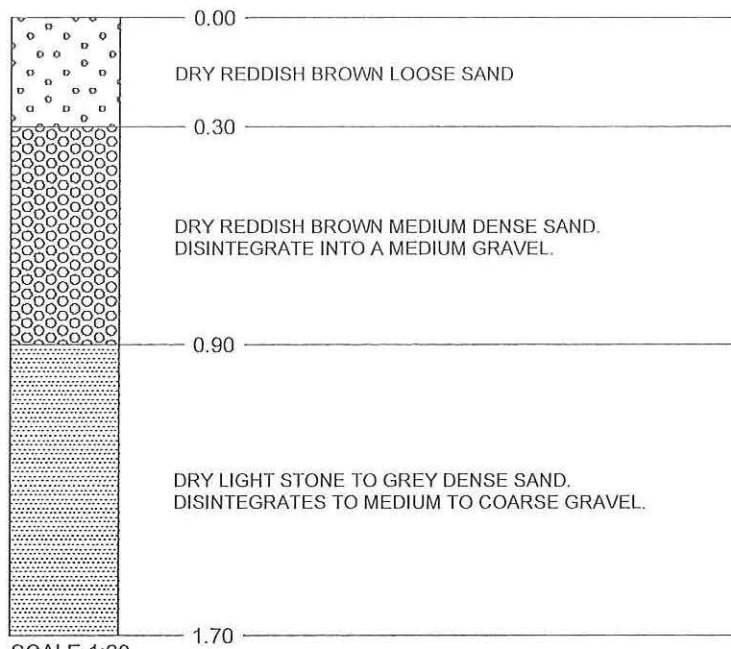 0.00
DRY REDDISH BROWN LOOSE SAND
0.30
DRY REDDISH BROWN MEDIUM DENSE SAND.
DISINTEGRATE INTO A MEDIUM GRAVEL.
0.90
DRY LIGHT STONE TO GREY DENSE SAND.
DISINTEGRATES TO MEDIUM TO COARSE GRAVEL.
1.70
SCALE